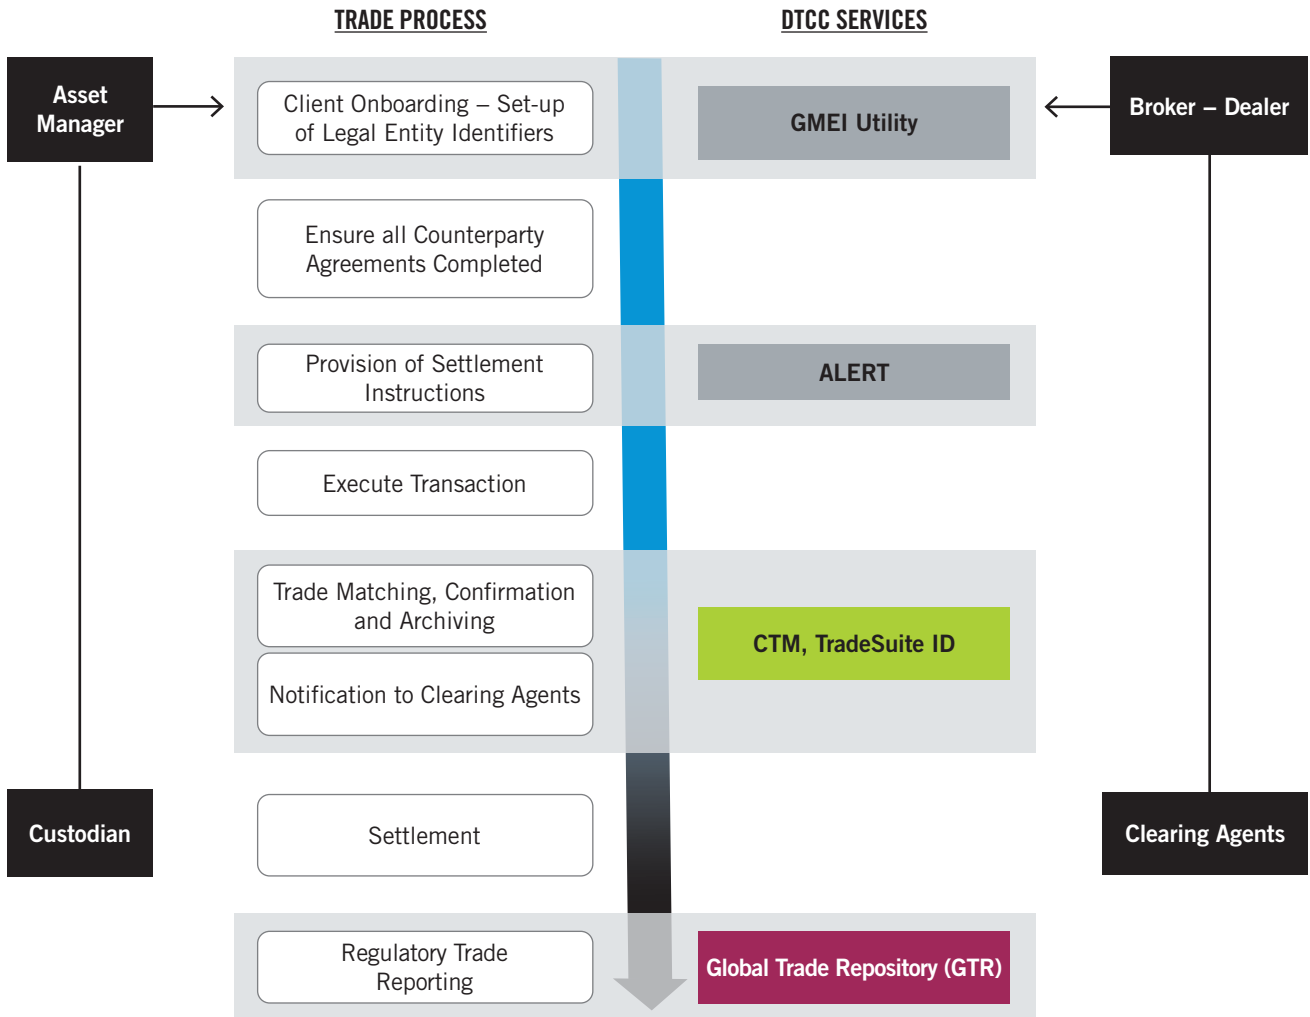 TRADE PROCESS
DTCC SERVICES
Asset
Manager
Client Onboarding – Set-up
of Legal Entity Identifiers
GMEI Utility
Broker – Dealer
Ensure all Counterparty
Agreements Completed
Provision of Settlement
Instructions
ALERT
Execute Transaction
Trade Matching, Confirmation
and Archiving
CTM, TradeSuite ID
Notification to Clearing Agents
Custodian
Settlement
Clearing Agents
Regulatory Trade
Reporting
Global Trade Repository (GTR)